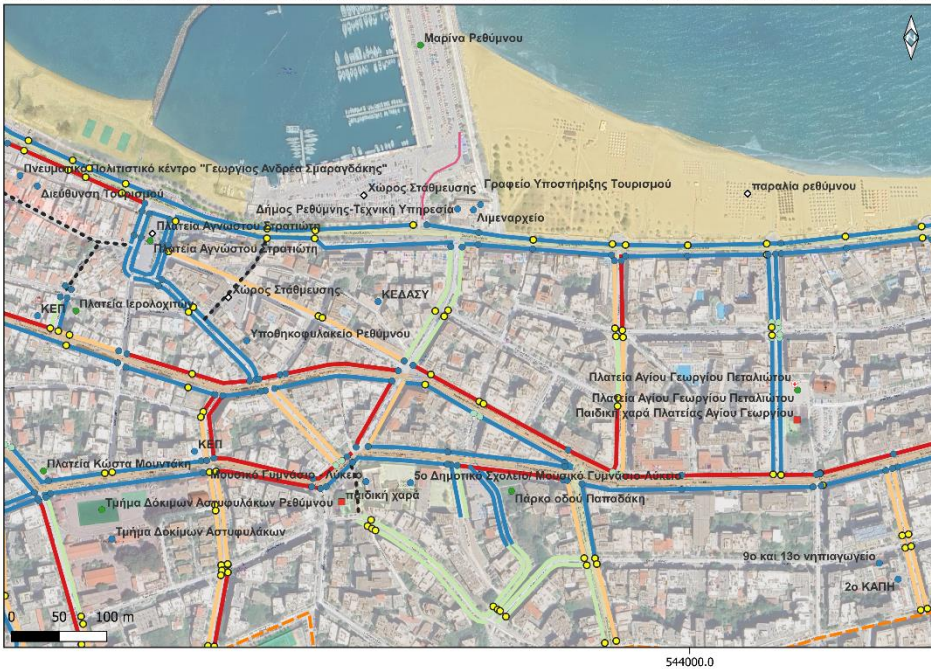 Μαρίνα Ρεθύμνου
Πνευματικό Πολιτιστικό κέντρο "Γεωργιος Ανδρέα Σμαραγδάκης"
Διεύθυνση Τουρισμού
Χώρος Στάθμευσης
Γραφείο Υποστήριξης Τουρισμού
παραλία ρεθύμνου
Δήμος Ρεθύμνης-Τεχνική Υπηρεσία
Λιμεναρχείο
Πλατεία Αγνώστου Στρατιώτη
Πλατεία Αγνώστου Στρατιώτη
Χώρος Στάθμευσης
ΚΕΔΑΣΥ
ΚΕΠ
Πλατεία Ιερολοχιτών
Υποθηκοφυλακείο Ρεθύμνου
Πλατεία Αγίου Γεωργίου Πεταλιώτου
Πλατεία Αγίου Γεωργίου Πεταλιώτου
Παιδική χαρά Πλατείας Αγίου Γεωργίου
ΚΕΠ
Πλατεία Κώστα Μουντάκη
Μουσικό Γυμνάσιο - Λύκειο
5ο Δημοτικό Σχολείο/ Μουσικό Γυμνάσιο-Λύκειο
παιδική χαρά
Πάρκο οδού Παπαδάκη
Τμήμα Δόκιμων Αστυφυλάκων Ρεθύμνου
Τμήμα Δόκιμων Αστυφυλάκων
9ο και 13ο νηπιαγωγείο
2ο ΚΑΠΗ
0 50 100 m
544000.0